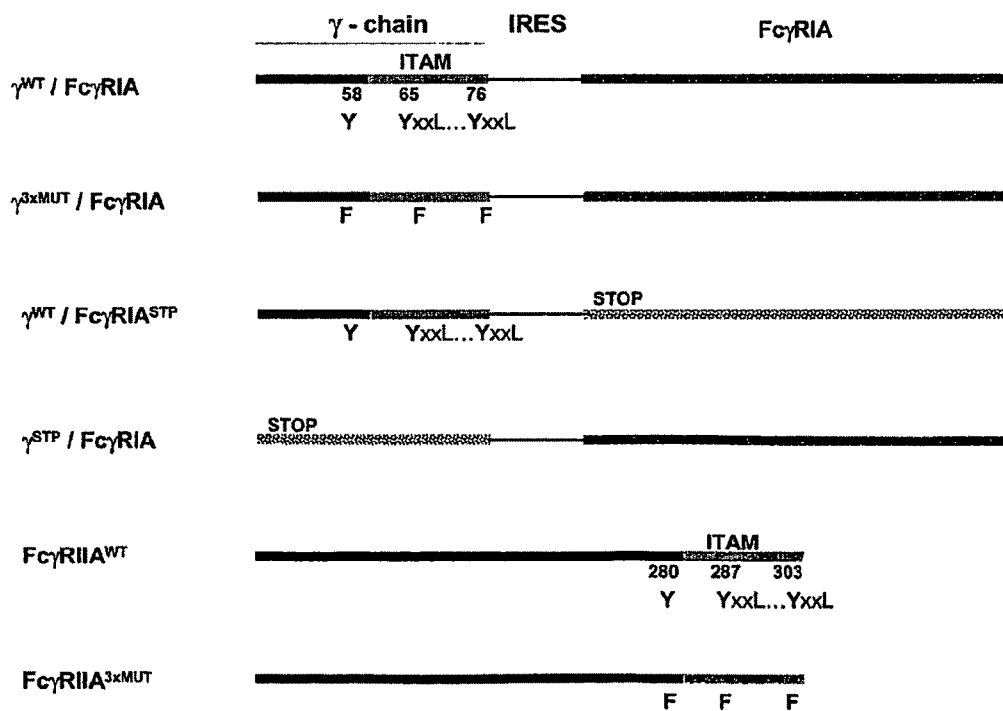 γ - chain IRES FcγRIA
ITAM
γWT / FcγRIA
58 65 76
Y YxxL...YxxL
γ3xMUT / FcγRIA
F F F
STOP
γWT / FcγRIASTP
Y YxxL...YxxL
STOP
γSTP / FcγRIA
ITAM
FcγRIIAWT
280 287 303
Y YxxL...YxxL
FcγRIIA3xMUT
F F F